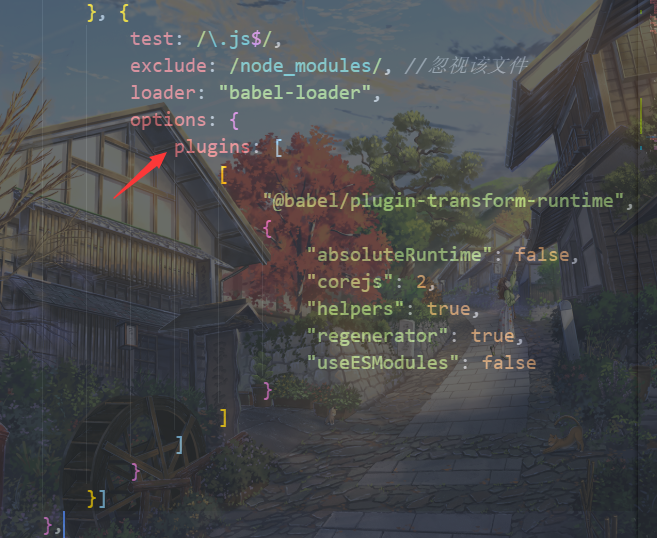 }, {
test: /\.js$/,
exclude: /node_modules/, //忽视该文件
loader: "babel-loader",
options: {
plugins: [
[
"@babel/plugin-transform-runtime",
{
"absoluteRuntime": false,
"corejs": 2,
"helpers": true,
"regenerator": true,
"useESModules": false
}
]
]
}
}]
},